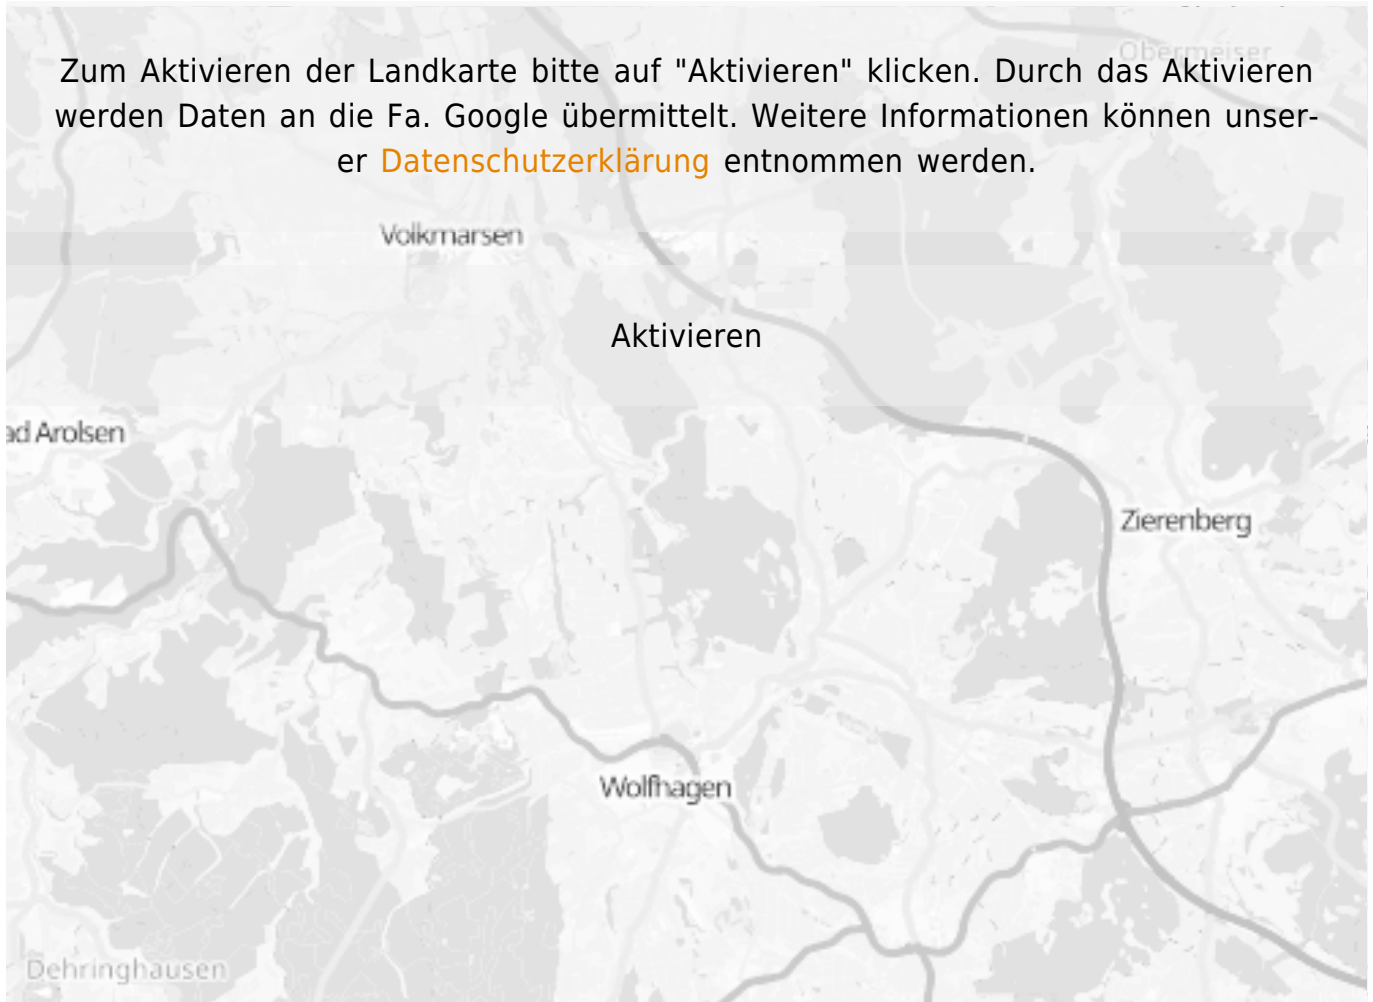 Obermeiser
Zum Aktivieren der Landkarte bitte auf "Aktivieren" klicken. Durch das Aktivieren
werden Daten an die Fa. Google übermittelt. Weitere Informationen können unser-
er Datenschutzerklärung entnommen werden.
Volkmarsen
Aktivieren
ad Arolsen
Zierenberg
Wolfhagen
Dehringhausen